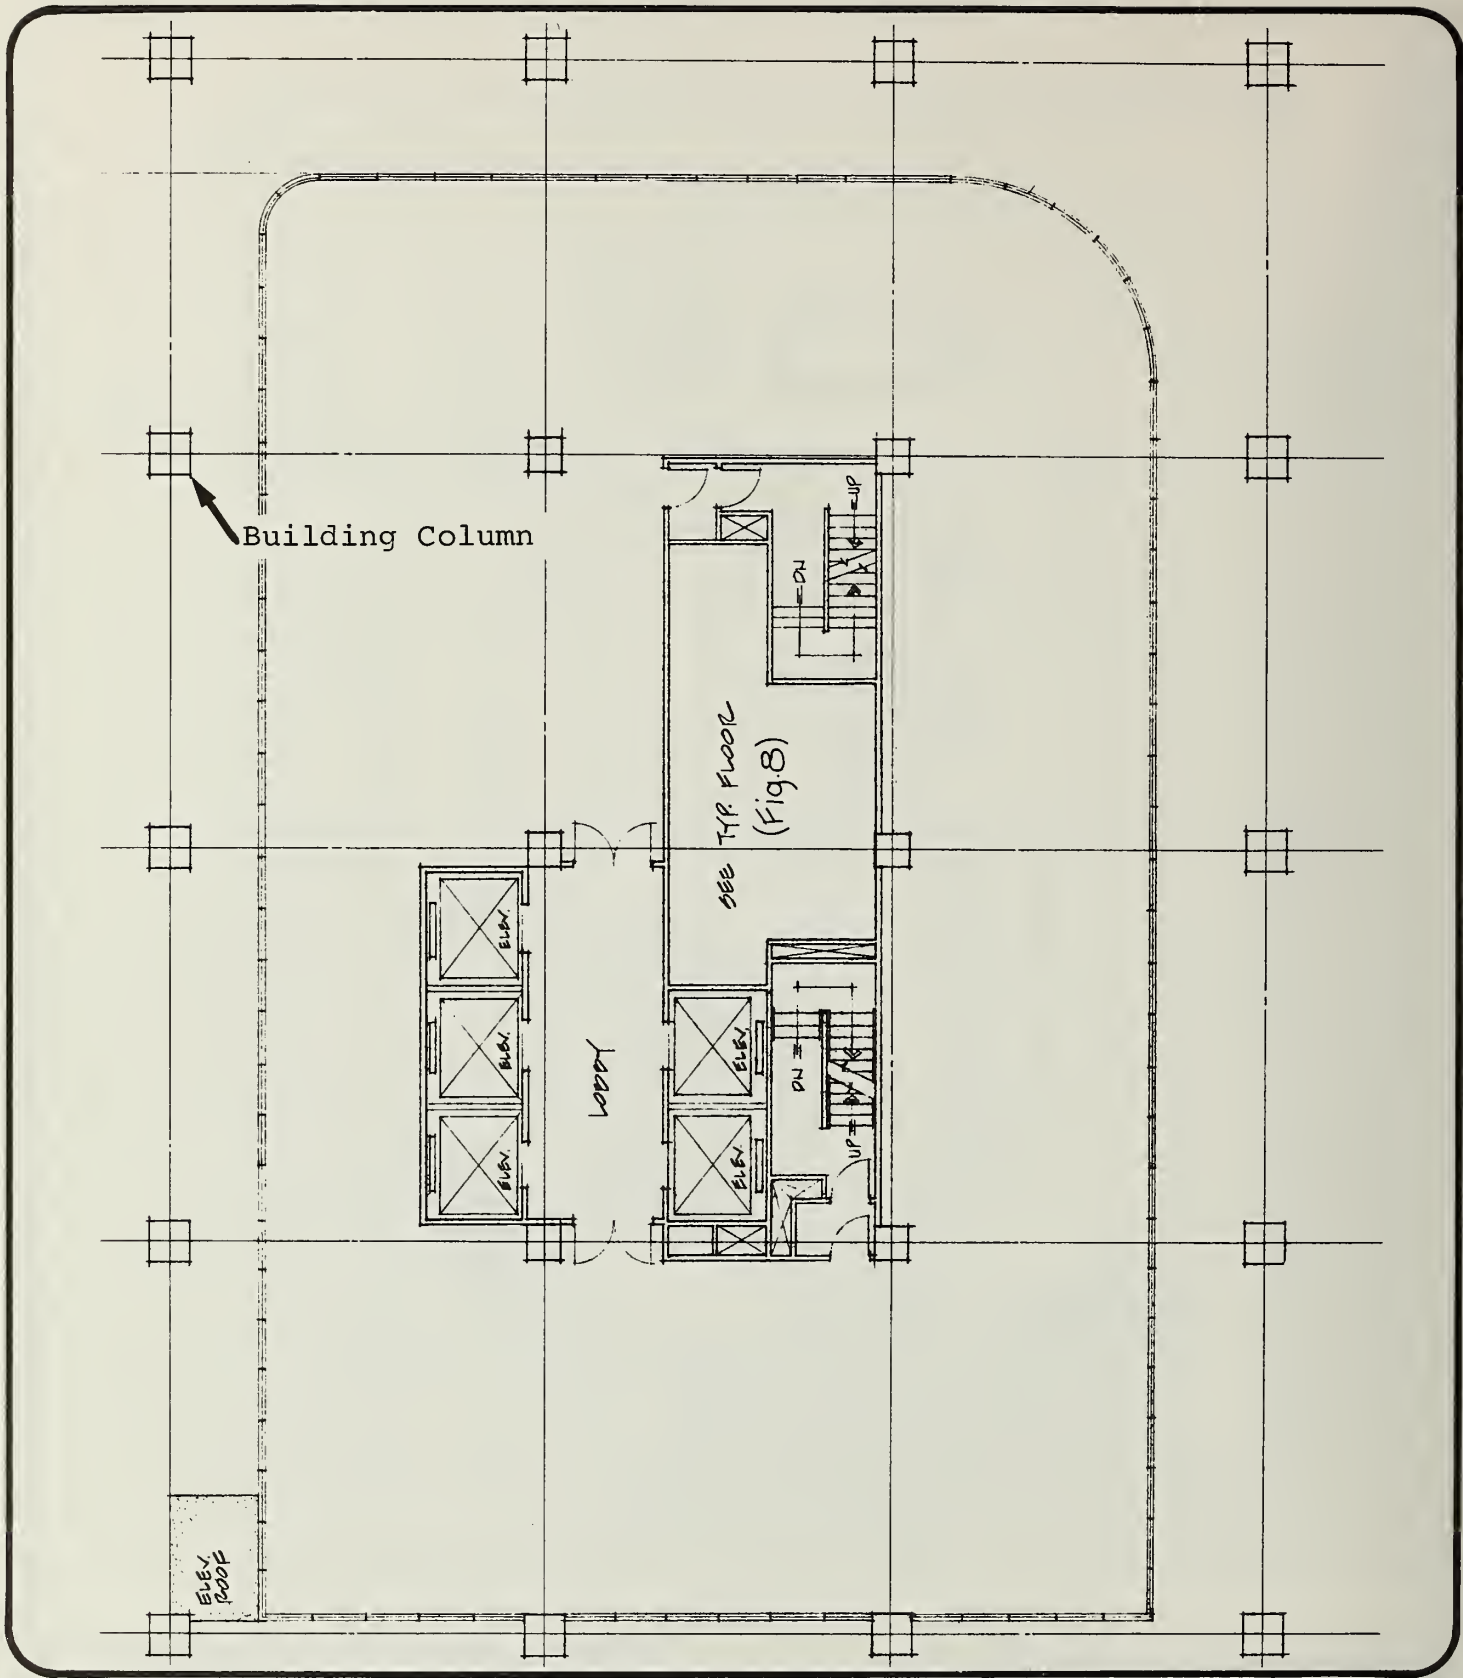 Building Column
UP
DN
SEE TYP. FLOOR
(Fig. 8)
ELEV.
ELEV.
ELEV.
LOBBY
ELEV.
ELEV.
DN
UP
ELEV.
ROOF